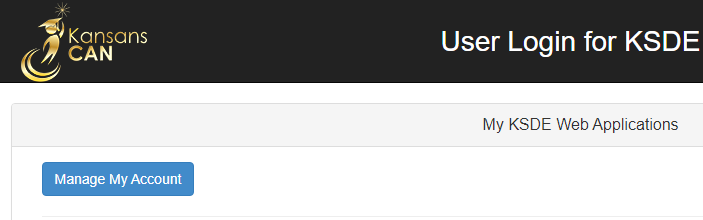 Kansans
CAN
User Login for KSDE
My KSDE Web Applications
Manage My Account